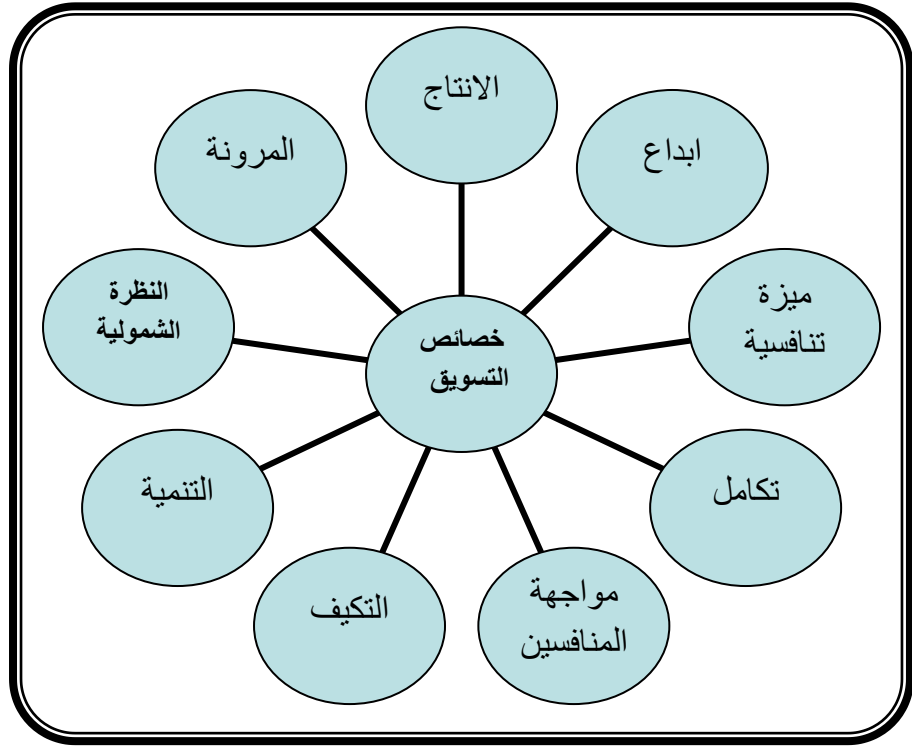 الانتاج
ابداع
المرونة
ميزة
تنافسية
النظرة
الشمولية
خصائص
التسويق
تكامل
التنمية
مواجهة
المنافسين
التكيف